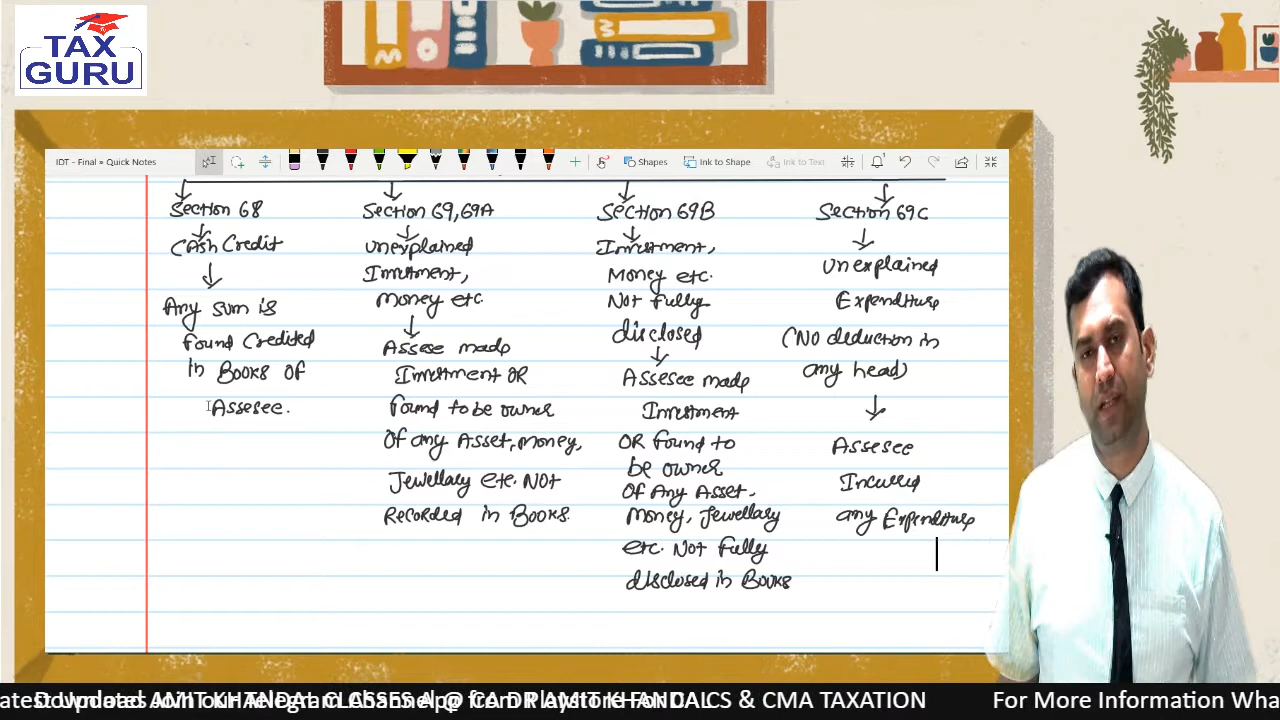 TAX
GURU
IDT - Final » Quick Notes
Shapes
Ink to Shape
Ink to Text
Section 68
Cash Credit
Any sum is
found Credited
in Books of
Assesee.
Section 69, 69A
unexplained
Investment,
Money etc.
Assese made
Investment OR
found to be owner
of any Asset, money,
Jewellary etc. Not
Recorded in Books.
Section 69B
Investment,
Money etc.
Not fully
disclosed
Assesee made
Investment
OR found to
be owner
of Any Asset.
Money, Jewellary
etc. Not fully
disclosed in Books
Section 69C
unexplained
Expenditure
(No deduction in
any head)
Assesee
Incurred
any Expenditure
For More Information Wha